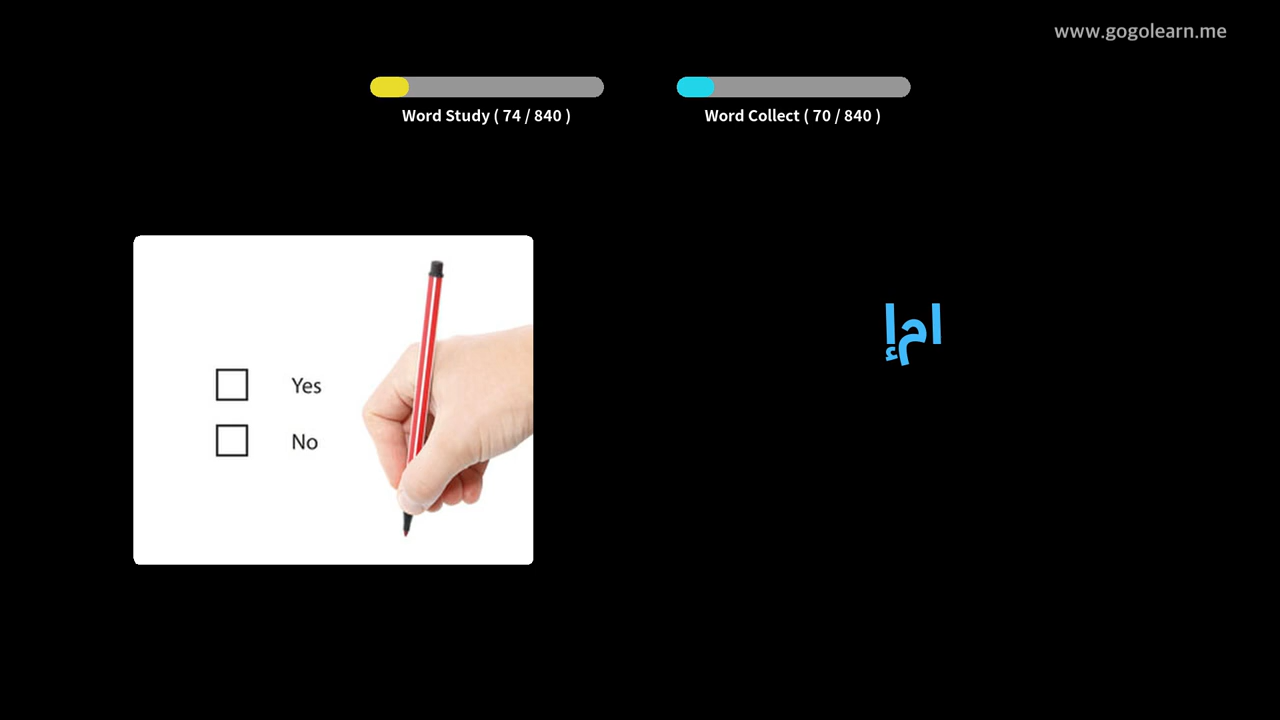 www.gogolearn.me
Word Study ( 74 / 840 )
Word Collect ( 70 / 840 )
Yes
No
إما